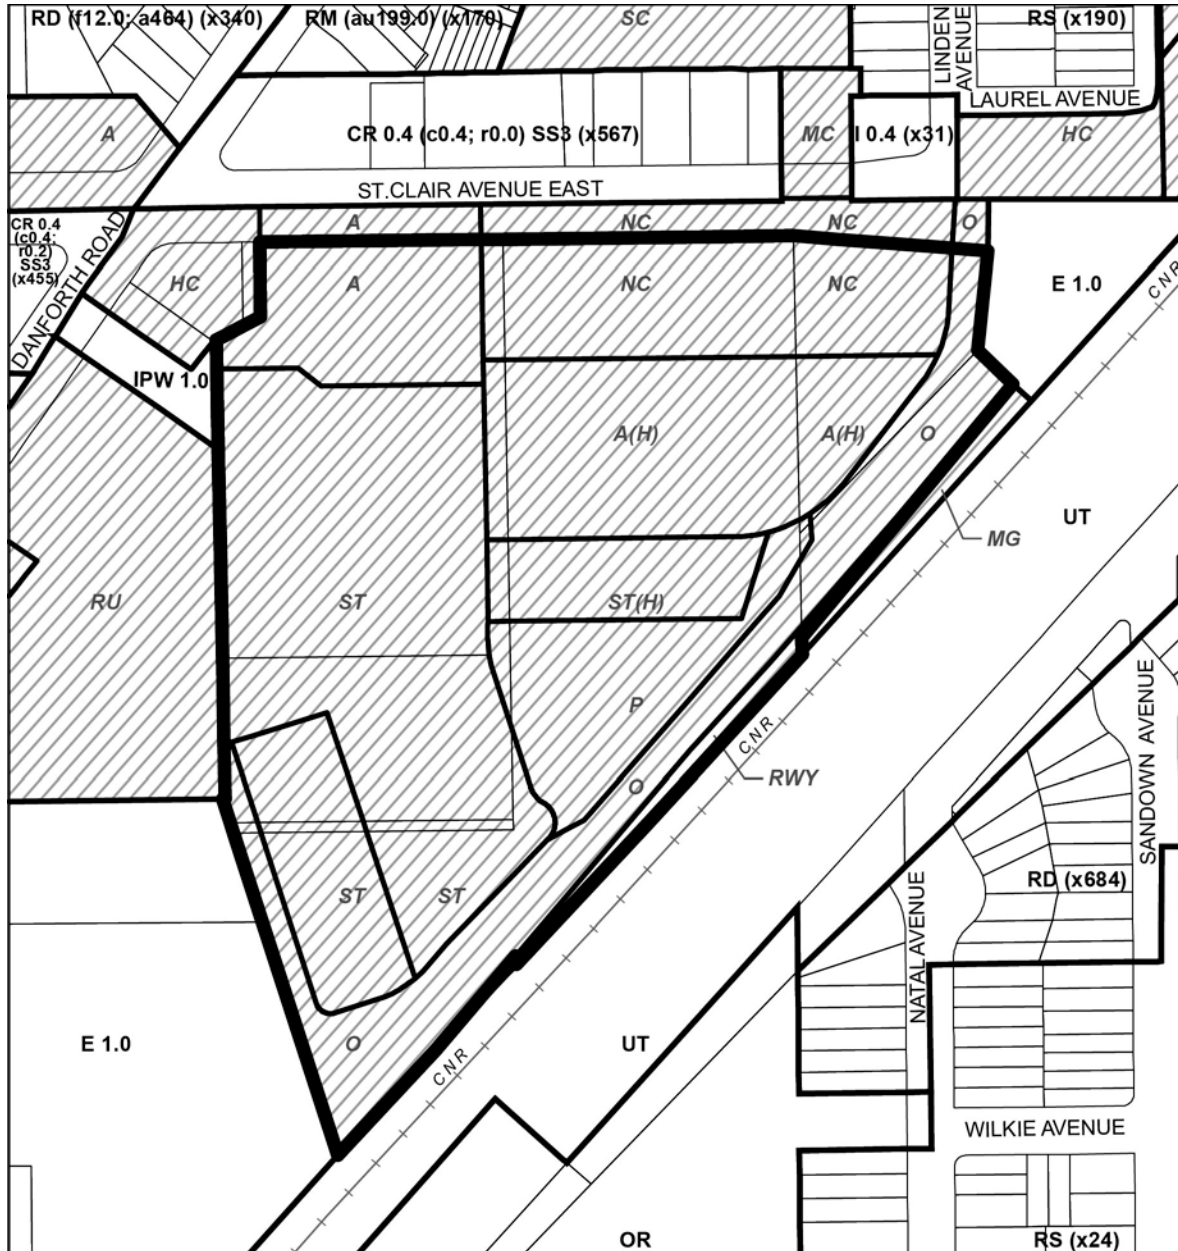 RD (f12.0; a464) (x340)
RM (au199.0) (x170)
SC
LINDEN
AVENUE
RS (x190)
LAUREL AVENUE
A
CR 0.4 (c0.4; r0.0) SS3 (x567)
MC
I 0.4 (x31)
HC
ST.CLAIR AVENUE EAST
CR 0.4
(c0.4;
r0.2)
SS3
(x455)
DANFORTH ROAD
A
NC
NC
O
HC
A
NC
NC
E 1.0
CNR
IPW 1.0
A(H)
A(H)
O
UT
MG
RU
ST
ST(H)
P
CNR
O
RWY
SANDOWN AVENUE
RD (x684)
ST
ST
NATAL AVENUE
E 1.0
O
CNR
UT
WILKIE AVENUE
OR
RS (x24)